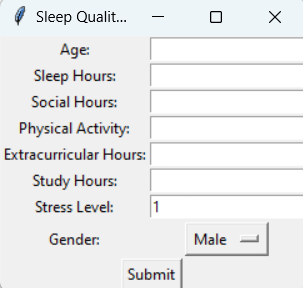 Sleep Qualit...
Age:
Sleep Hours:
Social Hours:
Physical Activity:
Extracurricular Hours:
Study Hours:
Stress Level: 1
Gender: Male
Submit